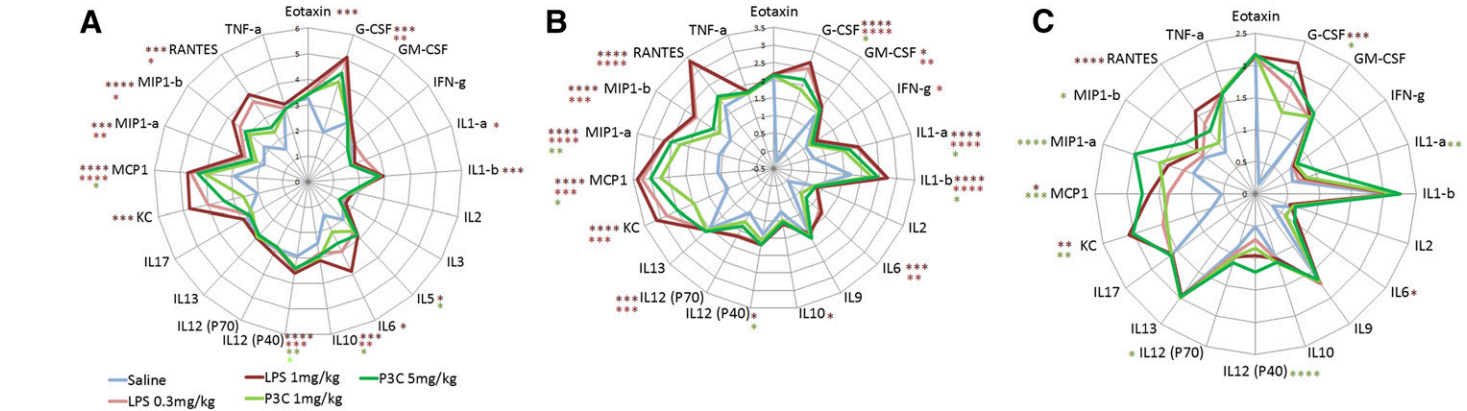 A
Eotaxin ***
G-CSF ***
**
GM-CSF
IFN-g
IL1-a *
IL1-b ***
IL2
IL3
IL5 *
*
IL6 *
IL10 ***
**
*
IL12 (P40) ****
****
**
*
IL12 (P70)
IL13
IL17
*** KC
**** MCP1
****
*
*** MIP1-a
**
**** MIP1-b
*
*** RANTES
*
TNF-a
6
5
4
1
0
Saline
LPS 0.3mg/kg
LPS 1mg/kg
P3C 1mg/kg
P3C 5mg/kg
B
Eotaxin
G-CSF ****
****
*
GM-CSF *
**
IFN-g *
IL1-a ****
****
*
IL1-b ****
****
*
IL6 ***
**
IL9
IL10 *
IL12 (P40) *
*
*** IL12 (P70)
***
IL13
**** KC
***
**** MCP1
***
*
**** MIP1-a
****
**
**** MIP1-b
***
**** RANTES
****
TNF-a
3.5
3
2.5
2
1.5
1
0.5
0
-0.5
C
Eotaxin
G-CSF ***
*
GM-CSF
IFN-g
IL1-a **
IL1-b
IL2
IL6 *
IL9
IL10
IL12 (P40) ****
* IL12 (P70)
IL13
IL17
** KC
**
* MCP1
***
**** MIP1-a
* MIP1-b
**** RANTES
TNF-a
2.5
2
1.5
1
0.5
0